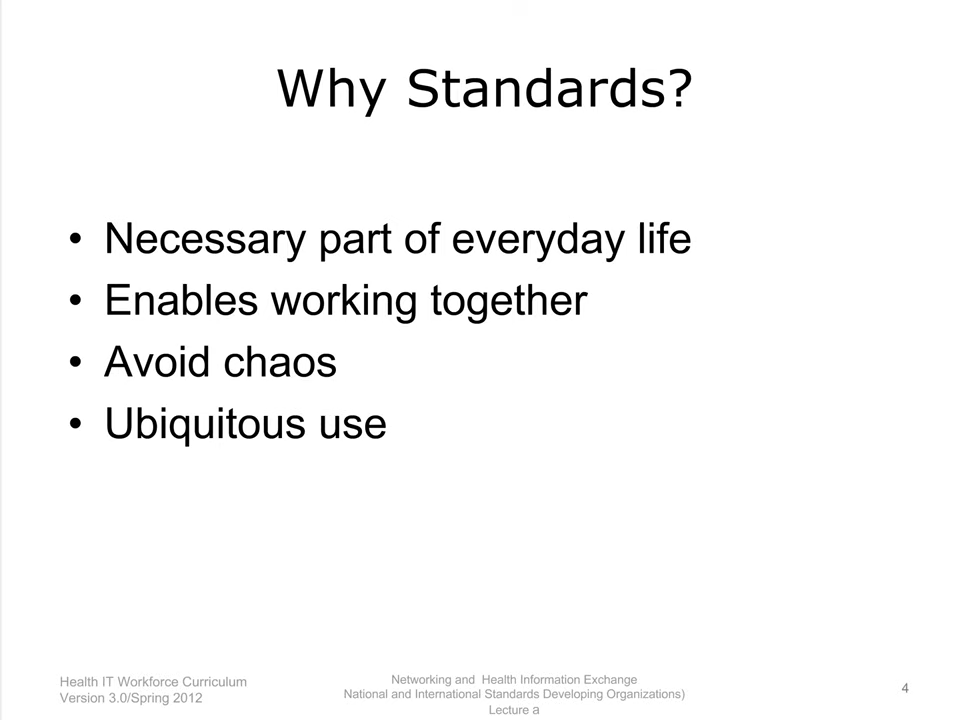 Why Standards?
• Necessary part of everyday life
• Enables working together
• Avoid chaos
• Ubiquitous use
Health IT Workforce Curriculum
Version 3.0/Spring 2012
Networking and  Health Information Exchange
National and International Standards Developing Organizations)
Lecture a
4